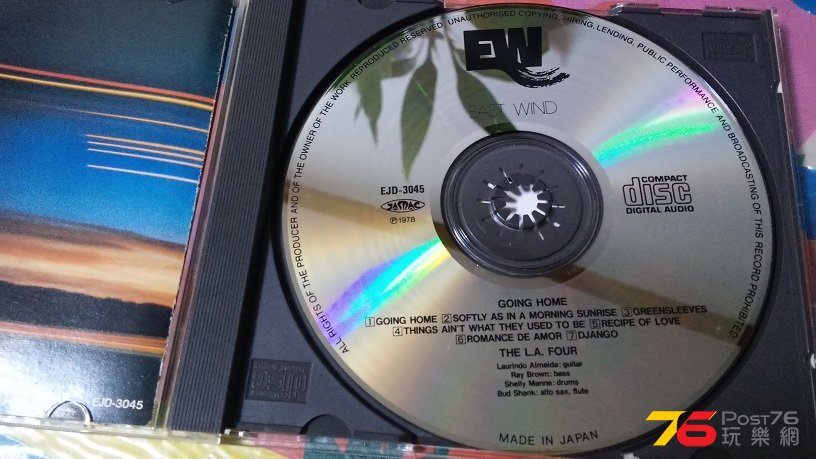 ALL RIGHTS OF THE PRODUCER AND OF THE OWNER OF THE WORK REPRODUCED RESERVED. UNAUTHORISED COPYING, HIRING, LENDING, PUBLIC PERFORMANCE AND BROADCASTING OF THIS RECORD PROHIBITED
EW
EAST WIND
EJD-3045
JASRAC
Ⓟ1978
COMPACT
disc
DIGITAL AUDIO
GOING HOME
1 GOING HOME 2 SOFTLY AS IN A MORNING SUNRISE 3 GREENSLEEVES
4 THINGS AIN'T WHAT THEY USED TO BE 5 RECIPE OF LOVE
6 ROMANCE DE AMOR 7 DJANGO
THE L.A. FOUR
Laurindo Almeida: guitar
Ray Brown: bass
Shelly Manne: drums
Bud Shank: alto sax, flute
MADE IN JAPAN
EJD-3045
76 POST76
玩樂網